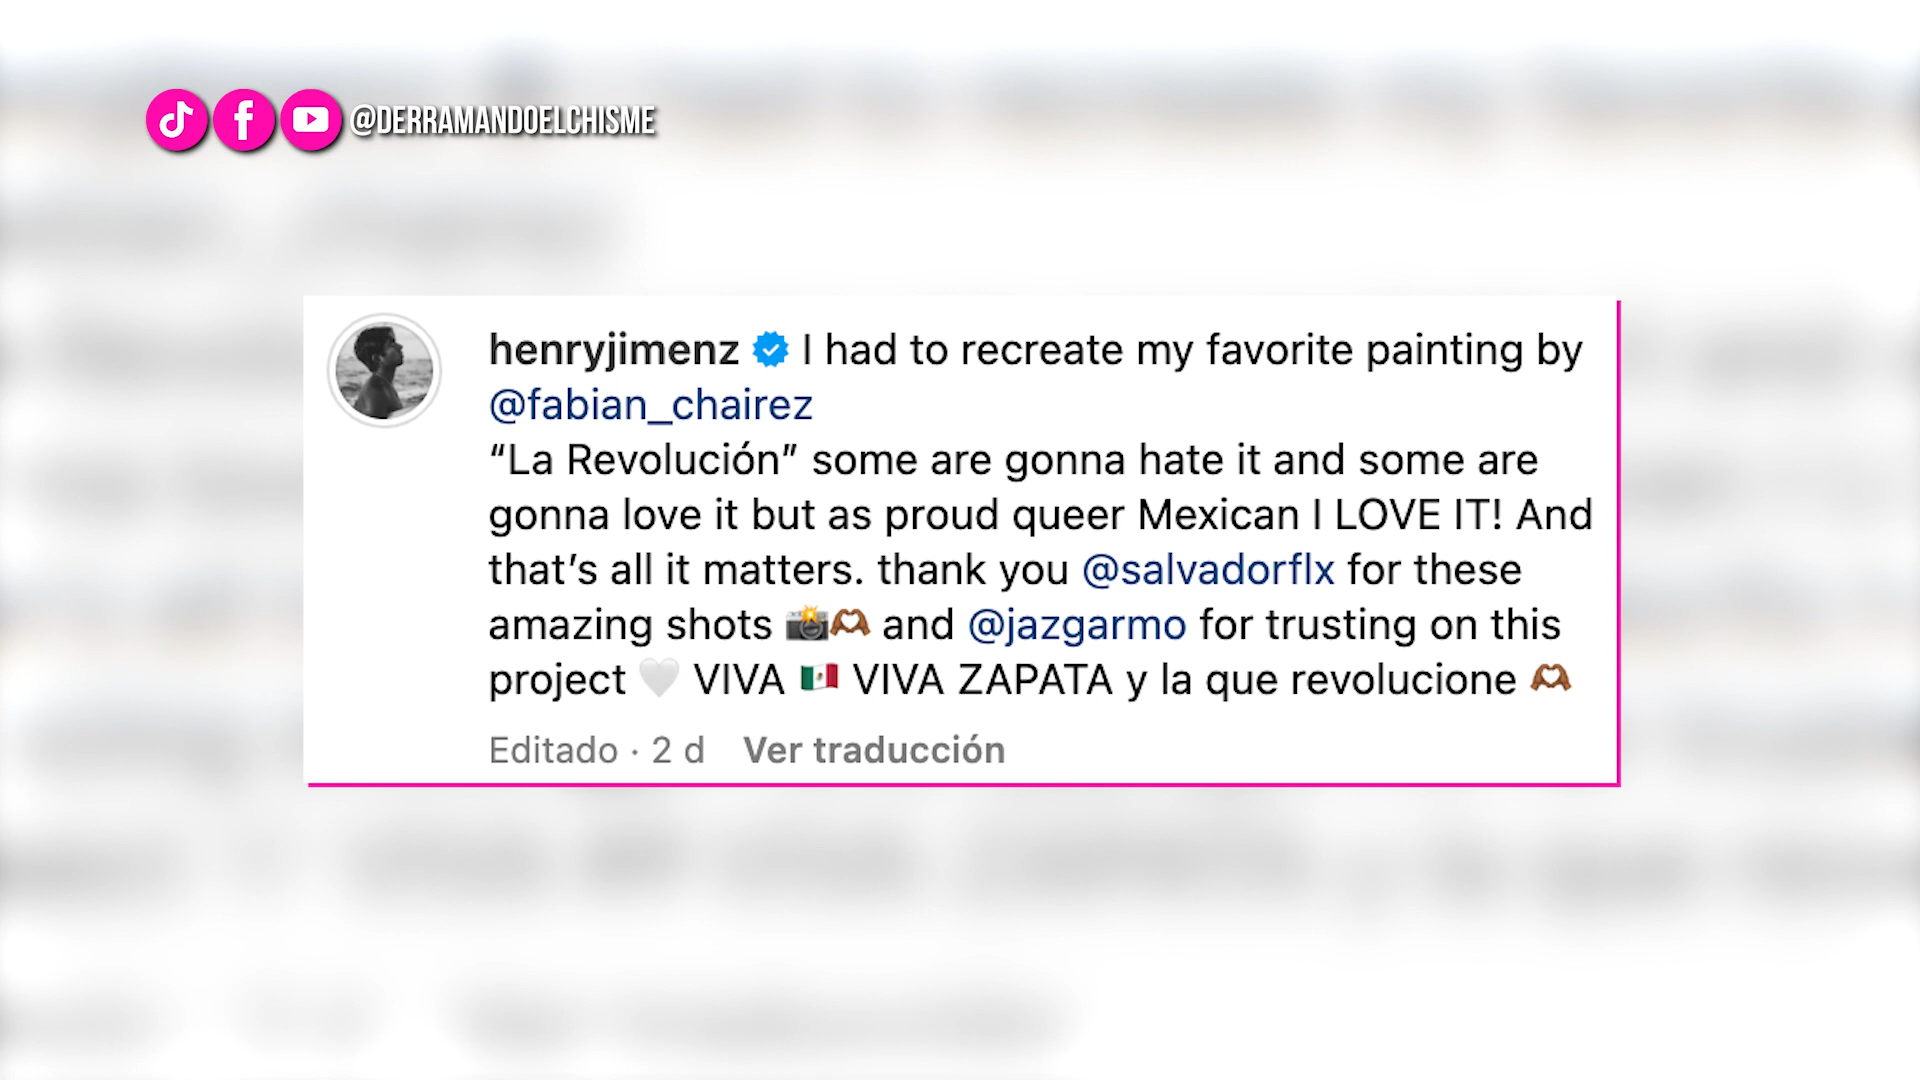 @DERRAMANDOELCHISME
henryjimenz I had to recreate my favorite painting by
@fabian_chairez
“La Revolución” some are gonna hate it and some are
gonna love it but as proud queer Mexican I LOVE IT! And
that’s all it matters. thank you @salvadorflx for these
amazing shots 📸🫶🏾 and @jazgarmo for trusting on this
project 🤍 VIVA 🇲🇽 VIVA ZAPATA y la que revolucione 🫶🏾
Editado · 2 d Ver traducción